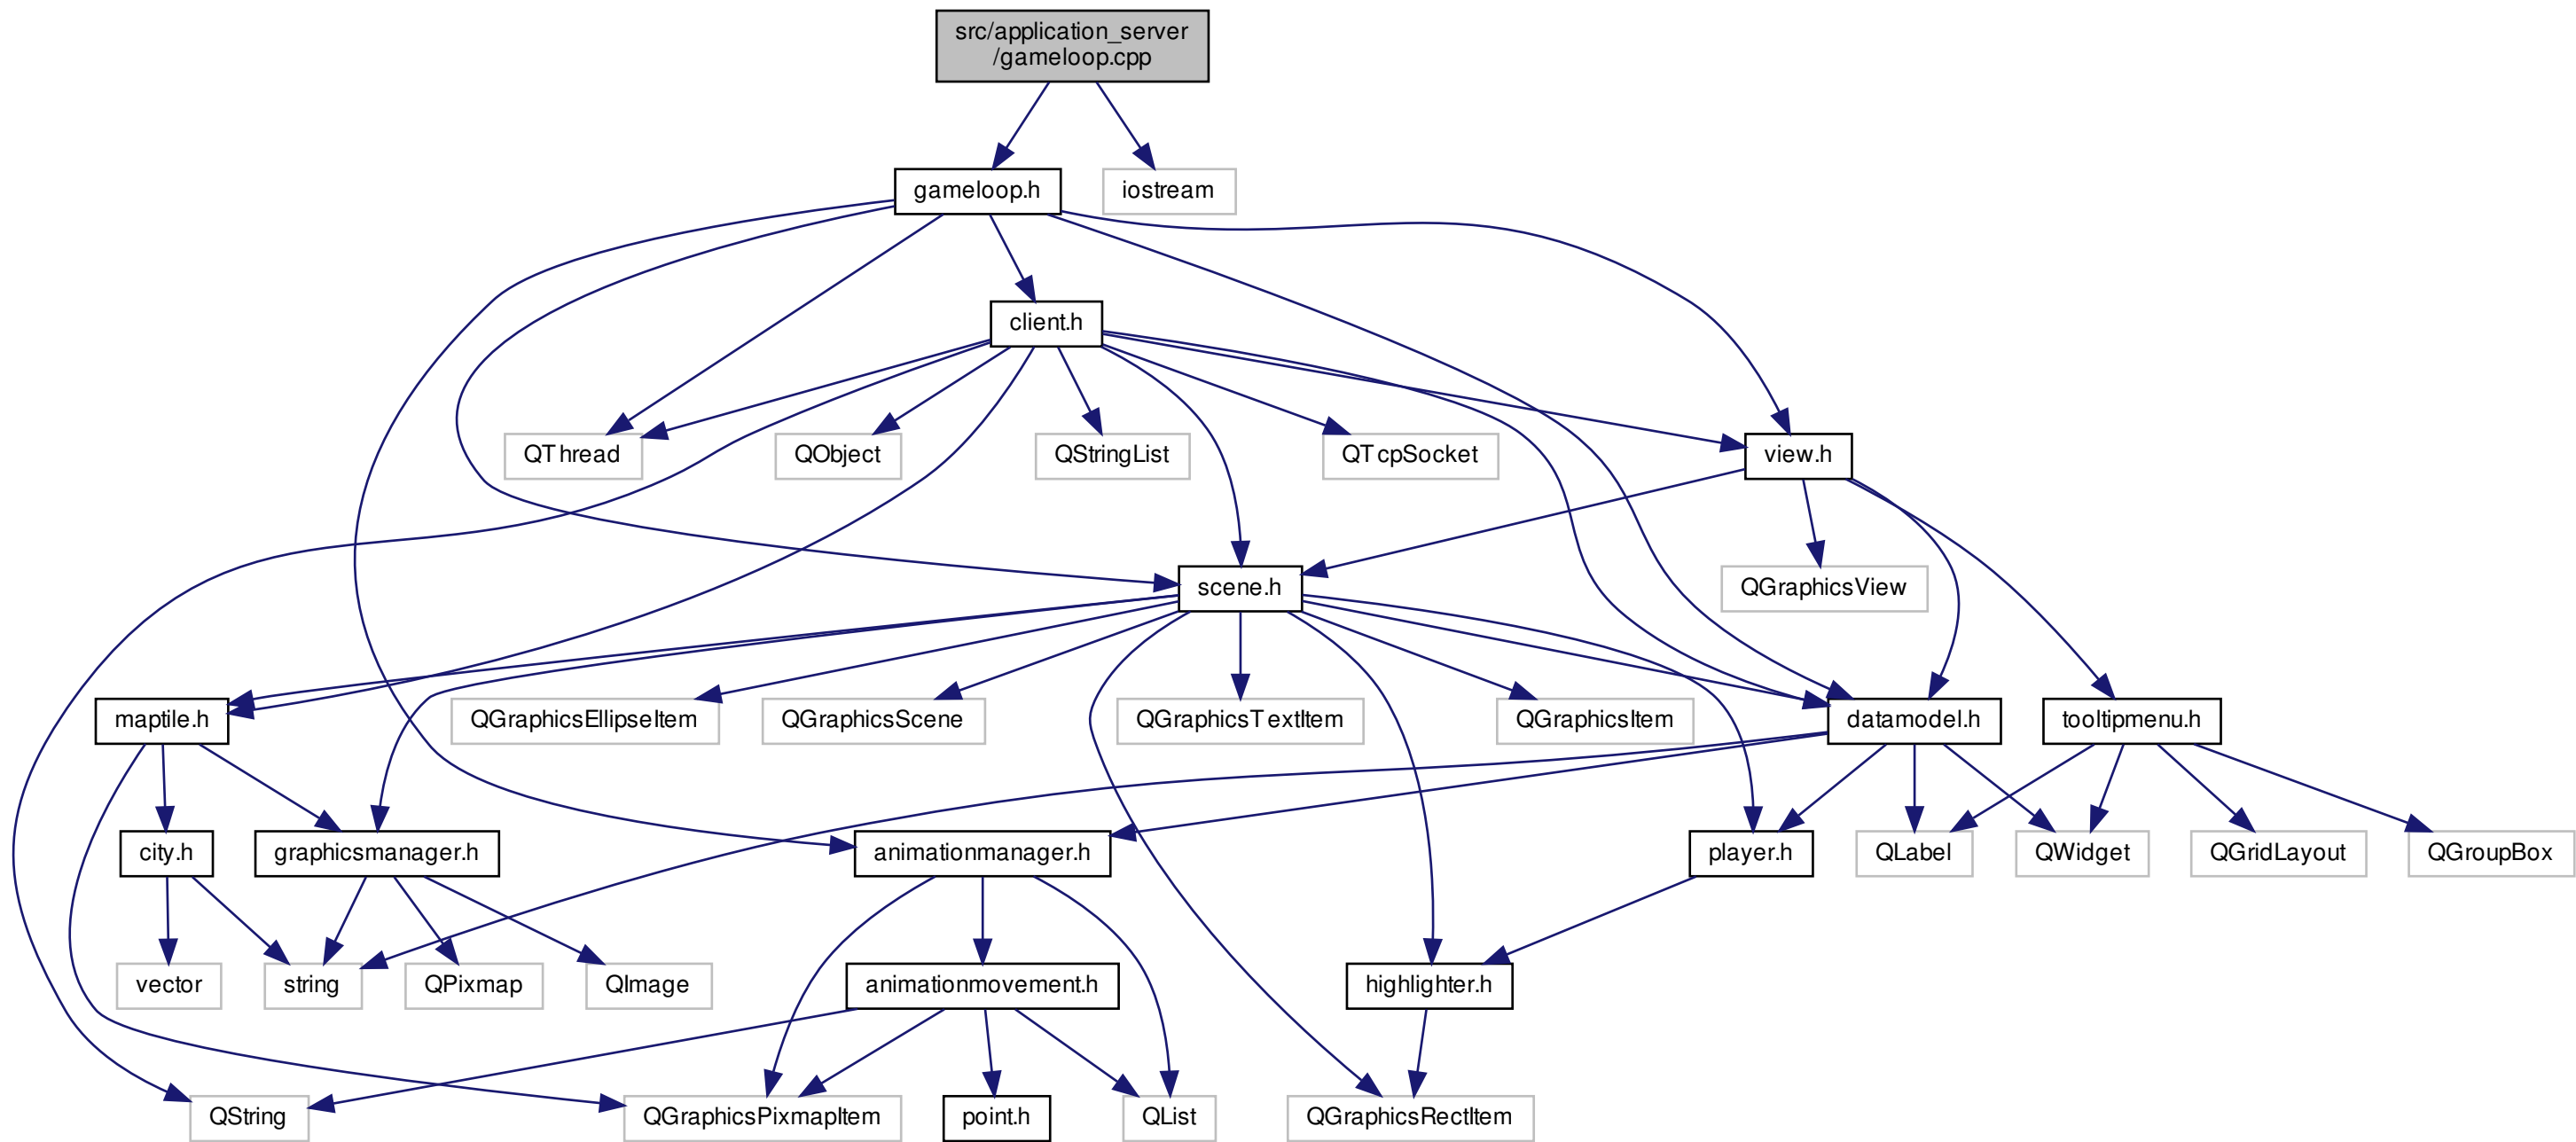 src/application_server
/gameloop.cpp
gameloop.h
iostream
client.h
QThread
QObject
QStringList
QTcpSocket
view.h
scene.h
QGraphicsView
maptile.h
QGraphicsEllipseItem
QGraphicsScene
QGraphicsTextItem
QGraphicsItem
datamodel.h
tooltipmenu.h
city.h
graphicsmanager.h
animationmanager.h
player.h
QLabel
QWidget
QGridLayout
QGroupBox
vector
string
QPixmap
QImage
animationmovement.h
highlighter.h
QString
QGraphicsPixmapItem
point.h
QList
QGraphicsRectItem